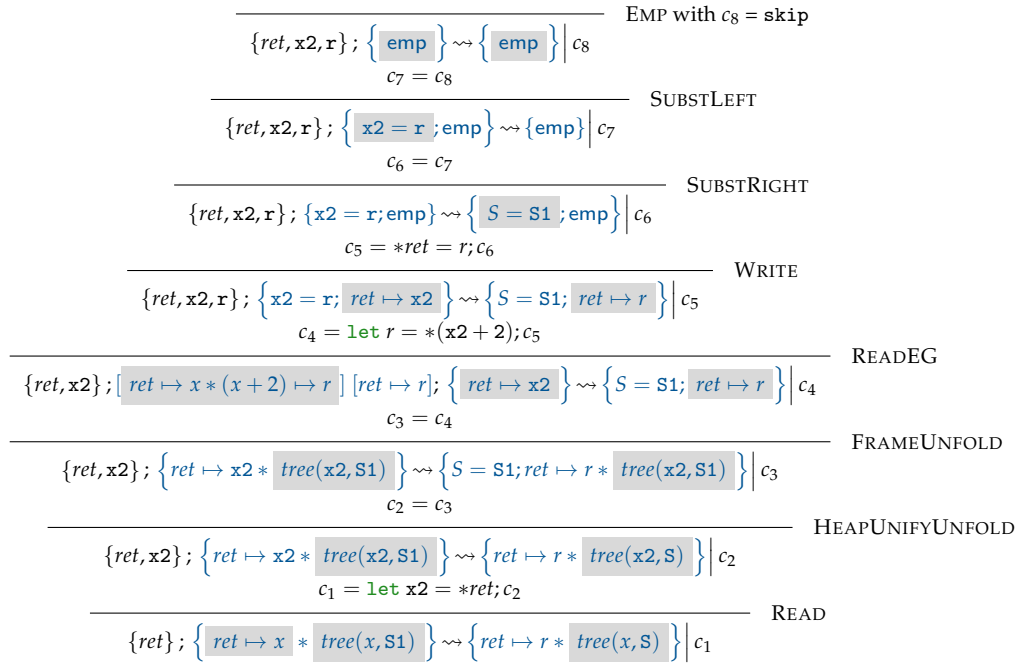 EMP with c₈ = skip
{ret, x2, r} ; { emp } ⇝ { emp } | c₈
c₇ = c₈
SUBSTLEFT
{ret, x2, r} ; { x2 = r ; emp } ⇝ {emp} | c₇
c₆ = c₇
SUBSTRIGHT
{ret, x2, r} ; {x2 = r; emp} ⇝ { S = S1 ; emp } | c₆
c₅ = *ret = r; c₆
WRITE
{ret, x2, r} ; { x2 = r; ret ↦ x2 } ⇝ { S = S1; ret ↦ r } | c₅
c₄ = let r = *(x2 + 2); c₅
READEG
{ret, x2} ; [ ret ↦ x * (x + 2) ↦ r ] [ret ↦ r]; { ret ↦ x2 } ⇝ { S = S1; ret ↦ r } | c₄
c₃ = c₄
FRAMEUNFOLD
{ret, x2} ; { ret ↦ x2 * tree(x2, S1) } ⇝ { S = S1; ret ↦ r * tree(x2, S1) } | c₃
c₂ = c₃
HEAPUNIFYUNFOLD
{ret, x2} ; { ret ↦ x2 * tree(x2, S1) } ⇝ { ret ↦ r * tree(x2, S) } | c₂
c₁ = let x2 = *ret; c₂
READ
{ret} ; { ret ↦ x * tree(x, S1) } ⇝ { ret ↦ r * tree(x, S) } | c₁